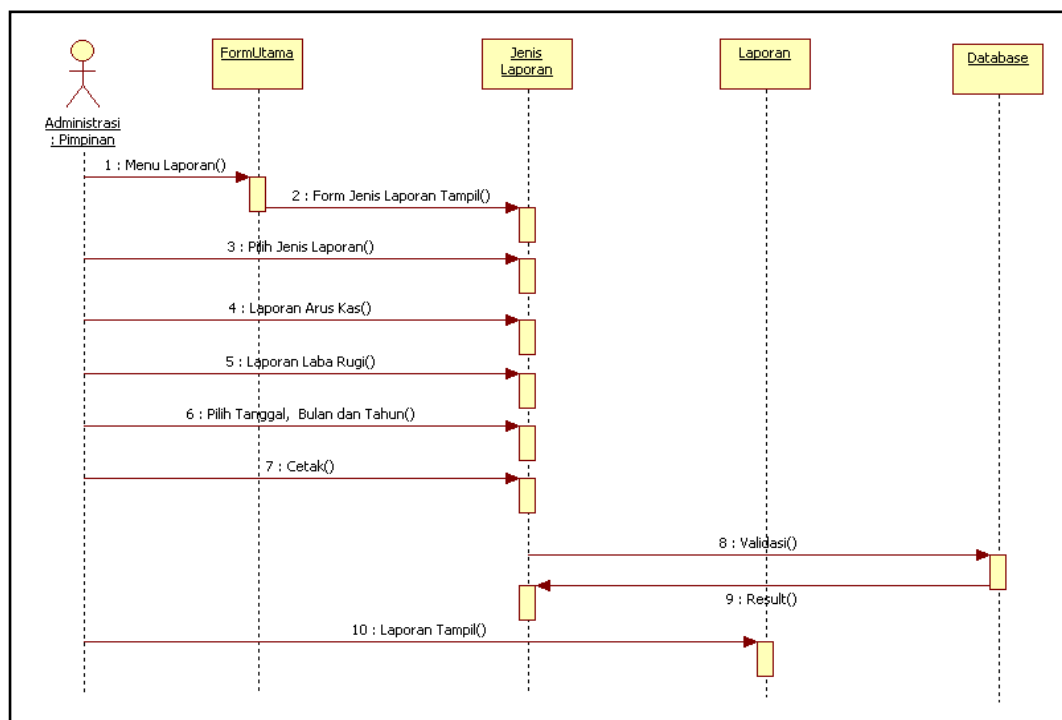 FormUtama
Jenis
Laporan
Laporan
Database
Administrasi
: Pimpinan
1 : Menu Laporan()
2 : Form Jenis Laporan Tampil()
3 : Pilih Jenis Laporan()
4 : Laporan Arus Kas()
5 : Laporan Laba Rugi()
6 : Pilih Tanggal, Bulan dan Tahun()
7 : Cetak()
8 : Validasi()
9 : Result()
10 : Laporan Tampil()